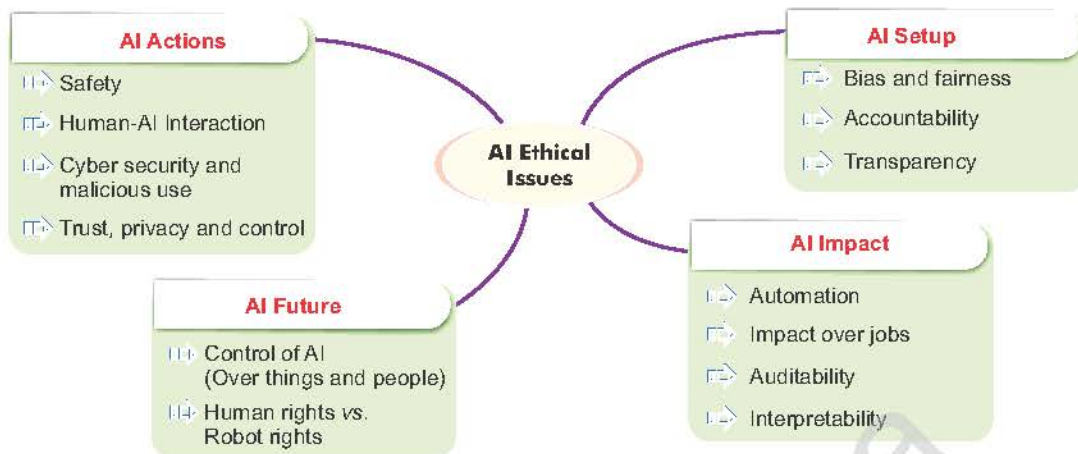 AI Actions
Safety
Human-AI Interaction
Cyber security and
malicious use
Trust, privacy and control
AI Setup
Bias and fairness
Accountability
Transparency
AI Ethical
Issues
AI Future
Control of AI
(Over things and people)
Human rights vs.
Robot rights
AI Impact
Automation
Impact over jobs
Auditability
Interpretability